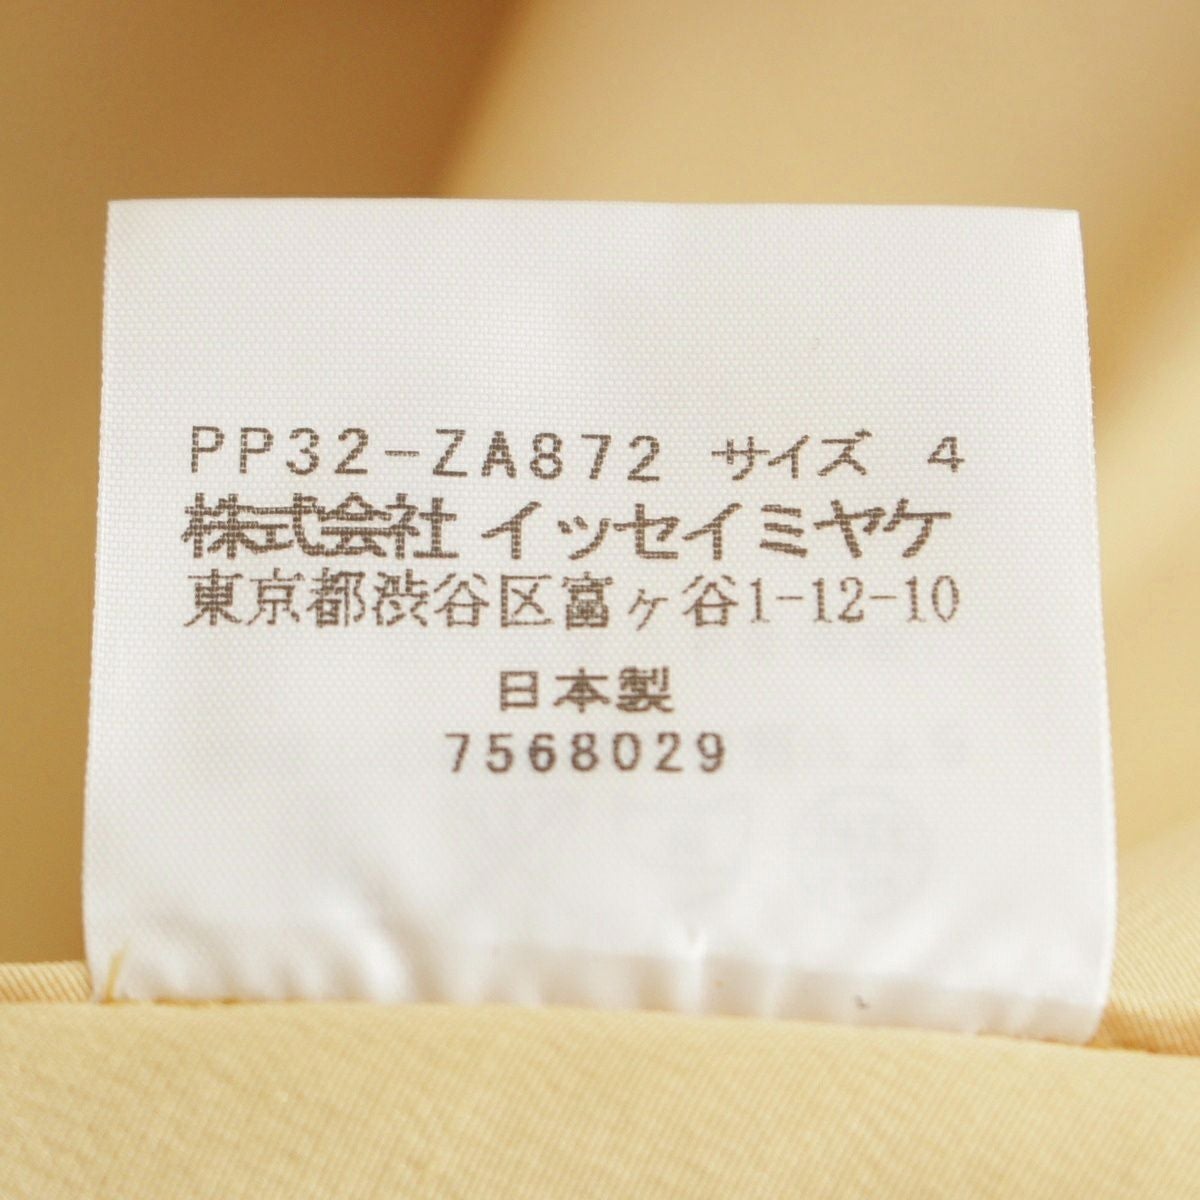 PP32-ZA872 サイズ 4
株式会社 イッセイミヤケ
東京都渋谷区富ヶ谷1-12-10
日本製
7568029